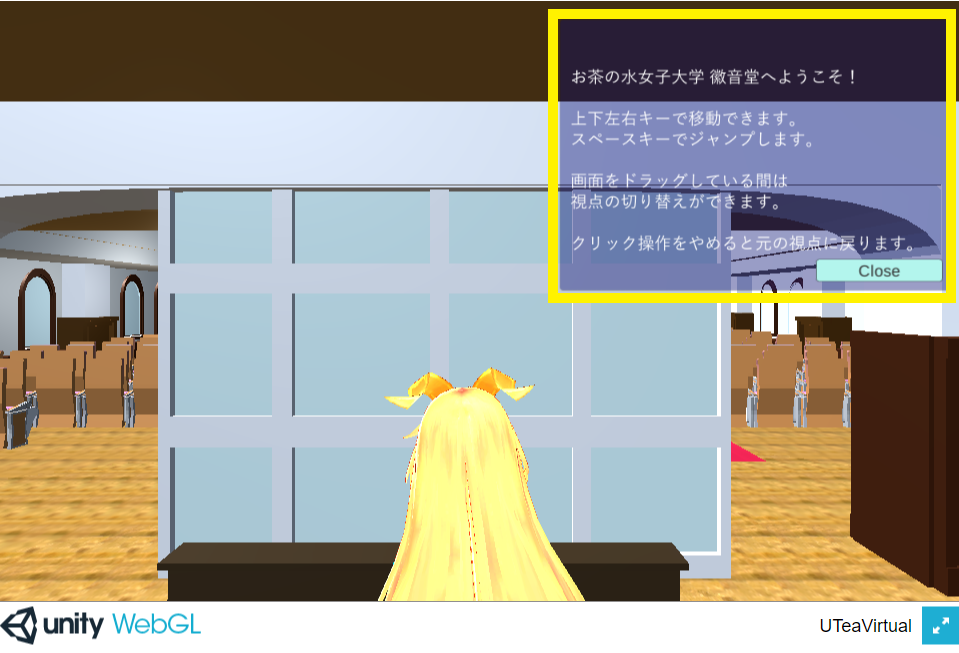 お茶の水女子大学 徽音堂へようこそ！
上下左右キーで移動できます。
スペースキーでジャンプします。
画面をドラッグしている間は
視点の切り替えができます。
クリック操作をやめると元の視点に戻ります。
Close
unity WebGL
UTeaVirtual